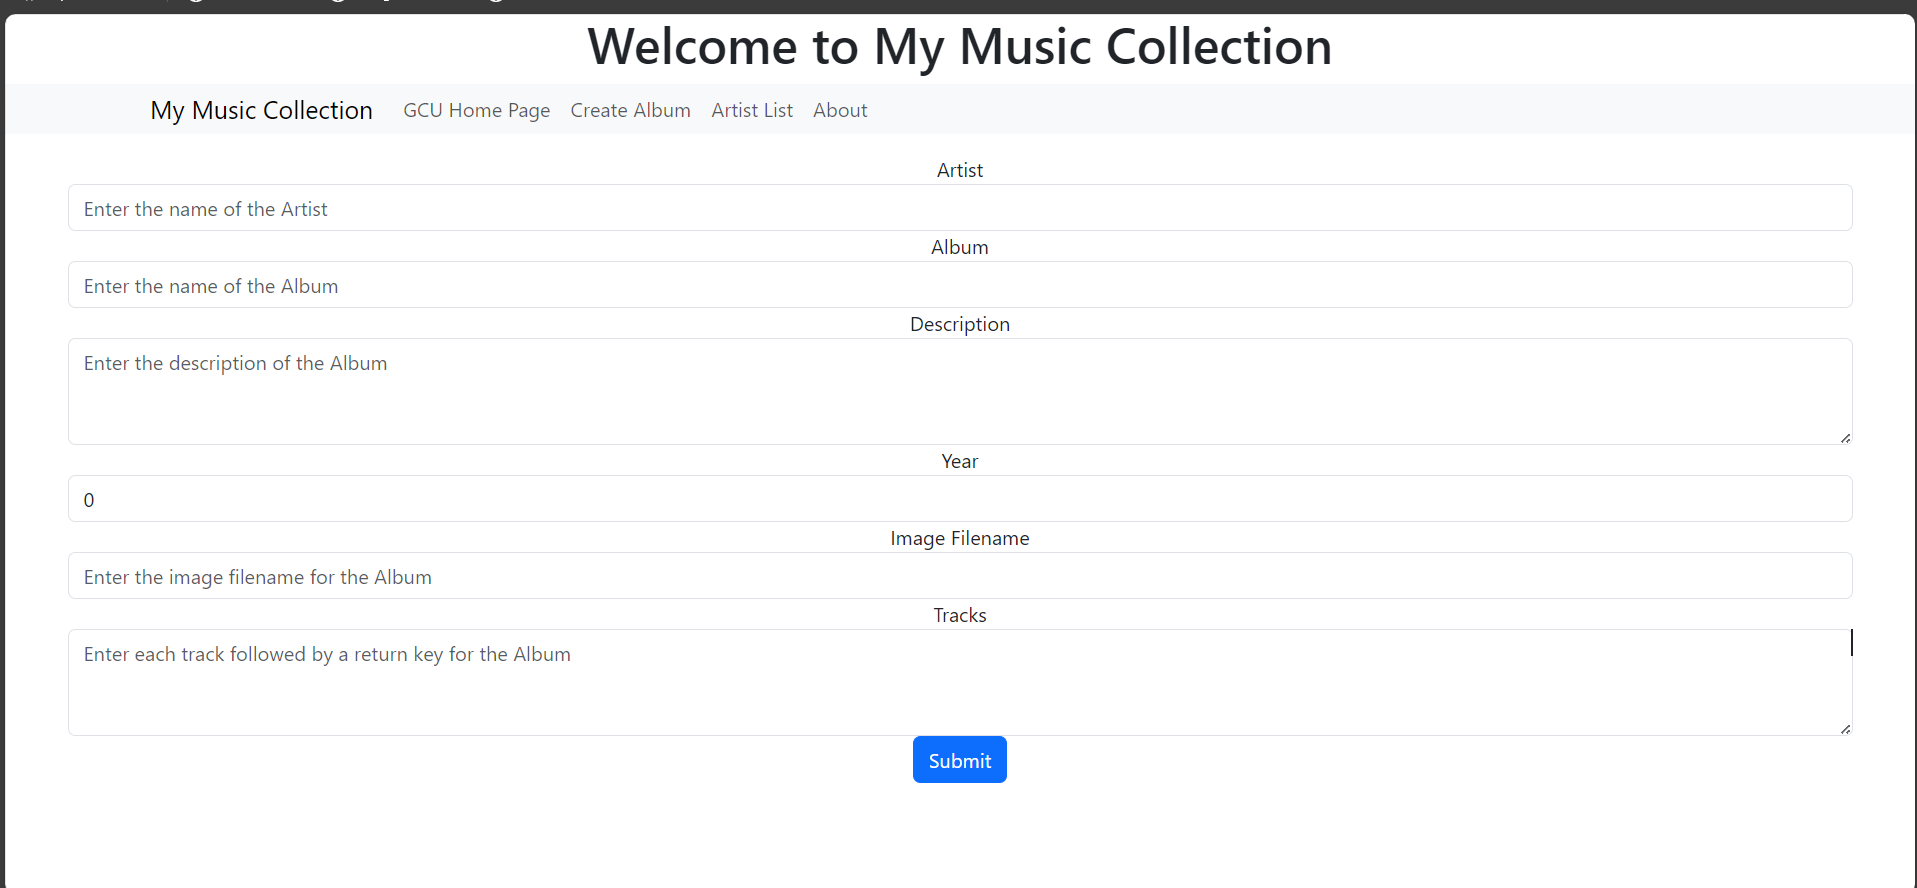 Welcome to My Music Collection
My Music Collection GCU Home Page Create Album Artist List About
Artist
Enter the name of the Artist
Album
Enter the name of the Album
Description
Enter the description of the Album
Year
0
Image Filename
Enter the image filename for the Album
Tracks
Enter each track followed by a return key for the Album
Submit